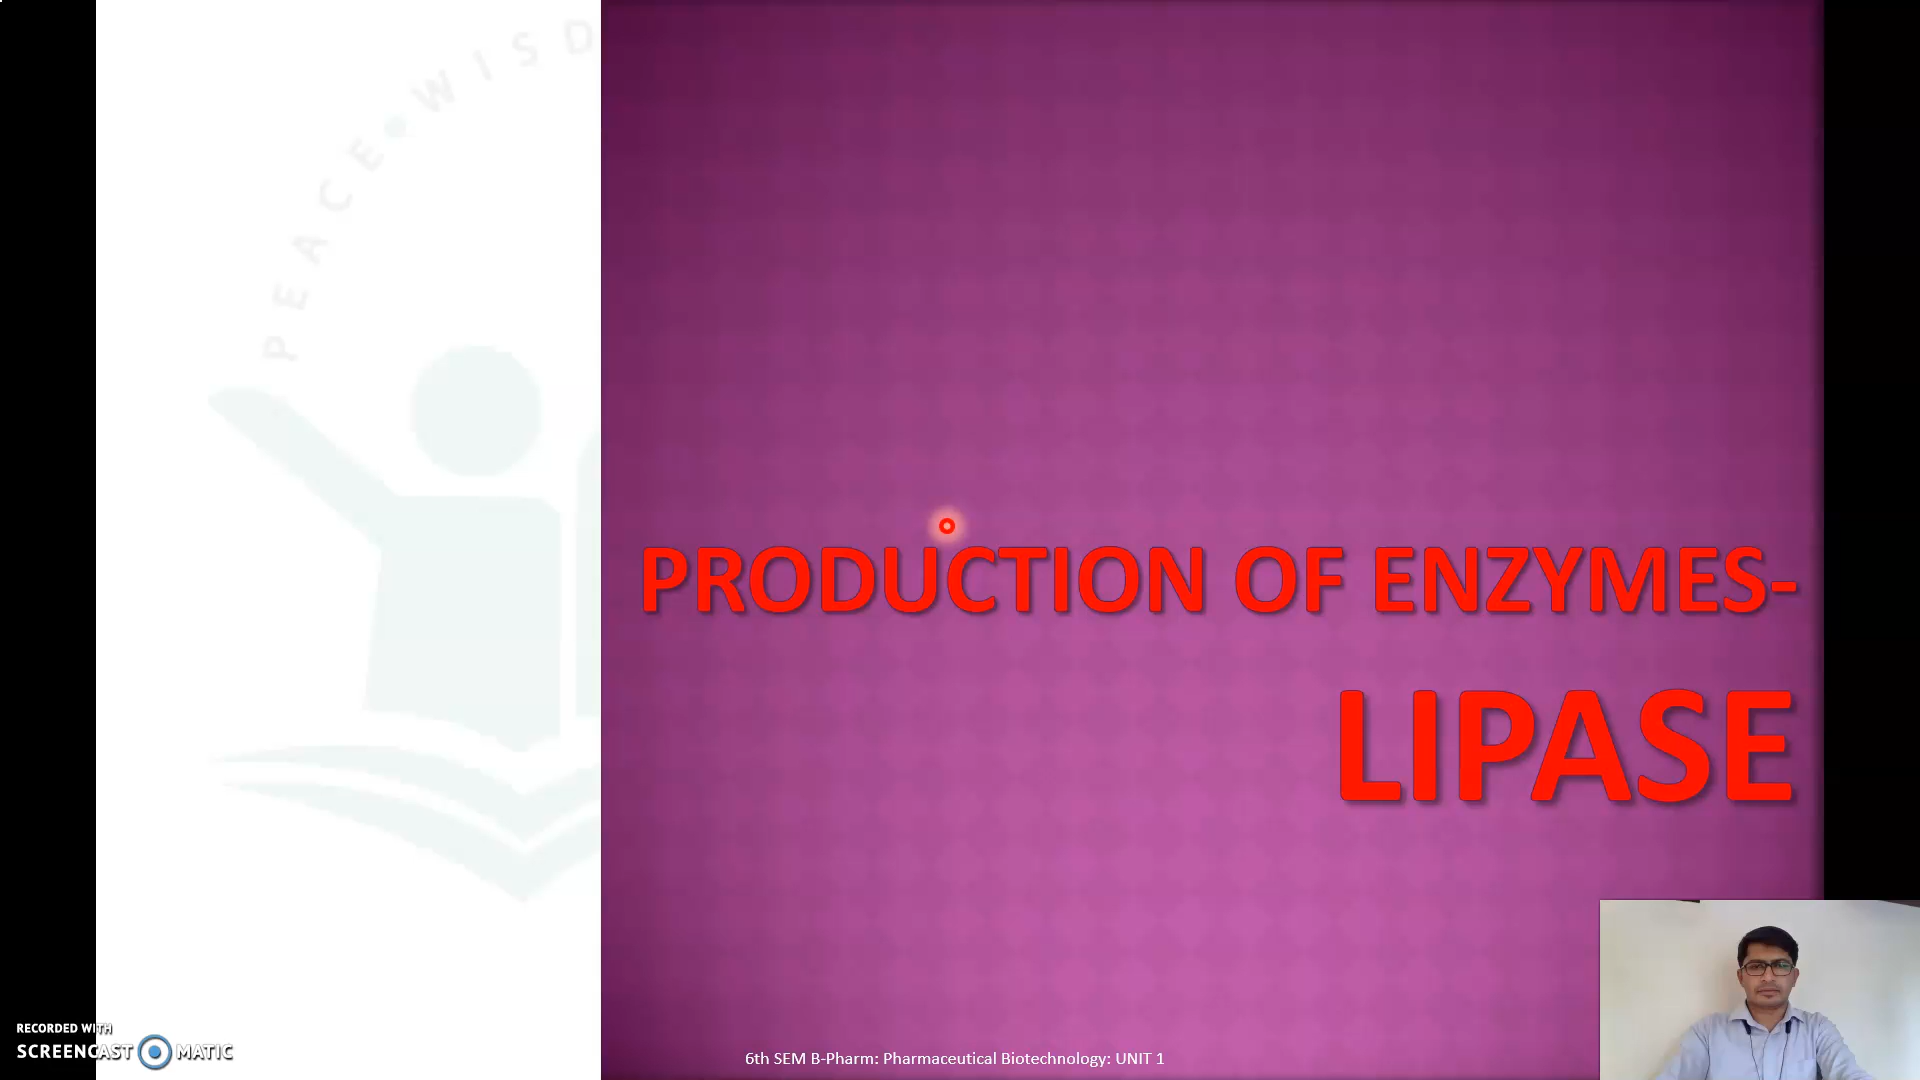 PEACE•WISD
PRODUCTION OF ENZYMES-
LIPASE
RECORDED WITH
SCREENCAST MATIC
6th SEM B-Pharm: Pharmaceutical Biotechnology: UNIT 1